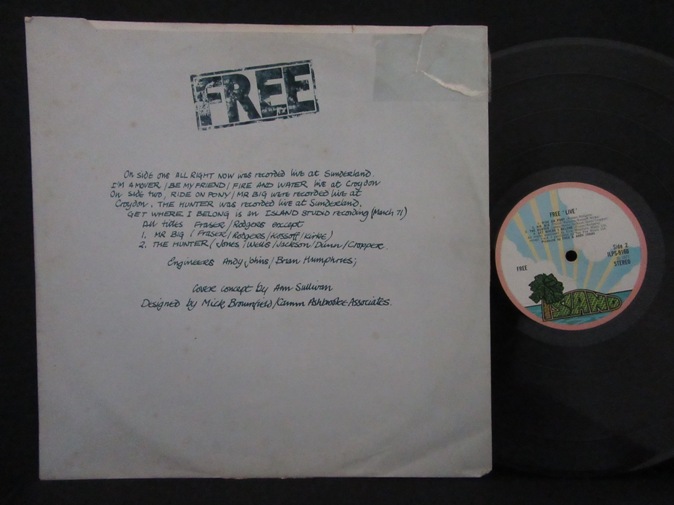 FREE
On side one ALL RIGHT NOW was recorded live at Sunderland.
I'M A MOVER / BE MY FRIEND / FIRE AND WATER live at Croydon
On side two, RIDE ON PONY / MR BIG were recorded live at
Croydon. THE HUNTER was recorded live at Sunderland.
GET WHERE I BELONG is an ISLAND STUDIO recording (March 71)
All titles Fraser/Rodgers except
1. MR BIG (Fraser/Rodgers/Kossoff/Kirke)
2. THE HUNTER/Jones/Wells/Jackson/Dunn/Cropper.
Engineers Andy Johns/Brian Humphries;
Cover concept by Ann Sullivan
Designed by Mick Brownfield/Camm Ashbrook-Associates.
FREE "LIVE"
Side 2
ILPS-9160
STEREO
FREE
ISLAND